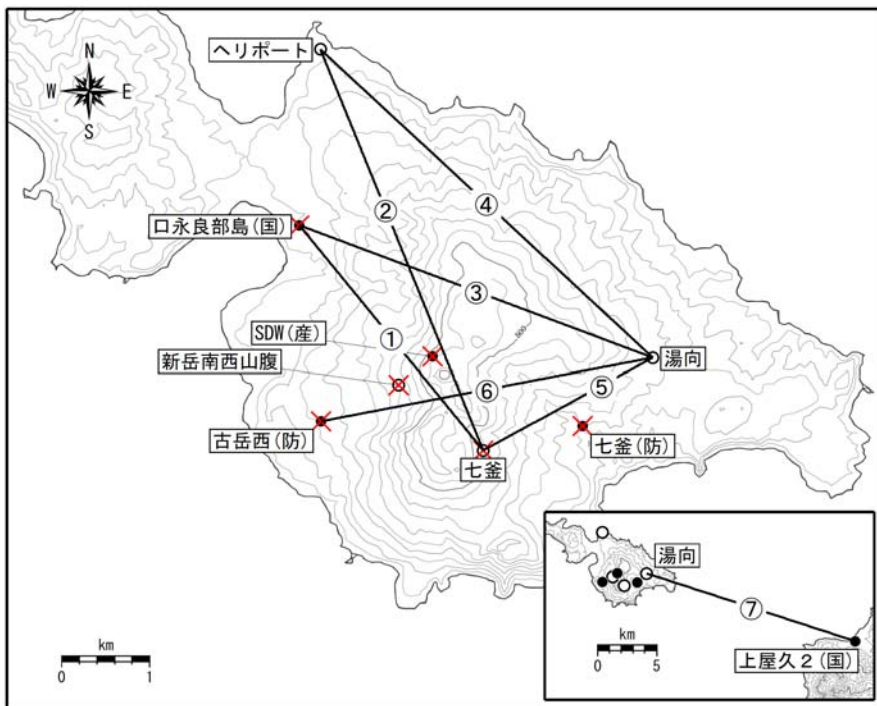 ヘリポート
N
W E
S
口永良部島(国)
②
④
③
SDW(産)
①
新岳南西山腹
500
湯向
⑥
⑤
古岳西(防)
七釜(防)
七釜
湯向
⑦
km
0 5
上屋久2(国)
km
0 1